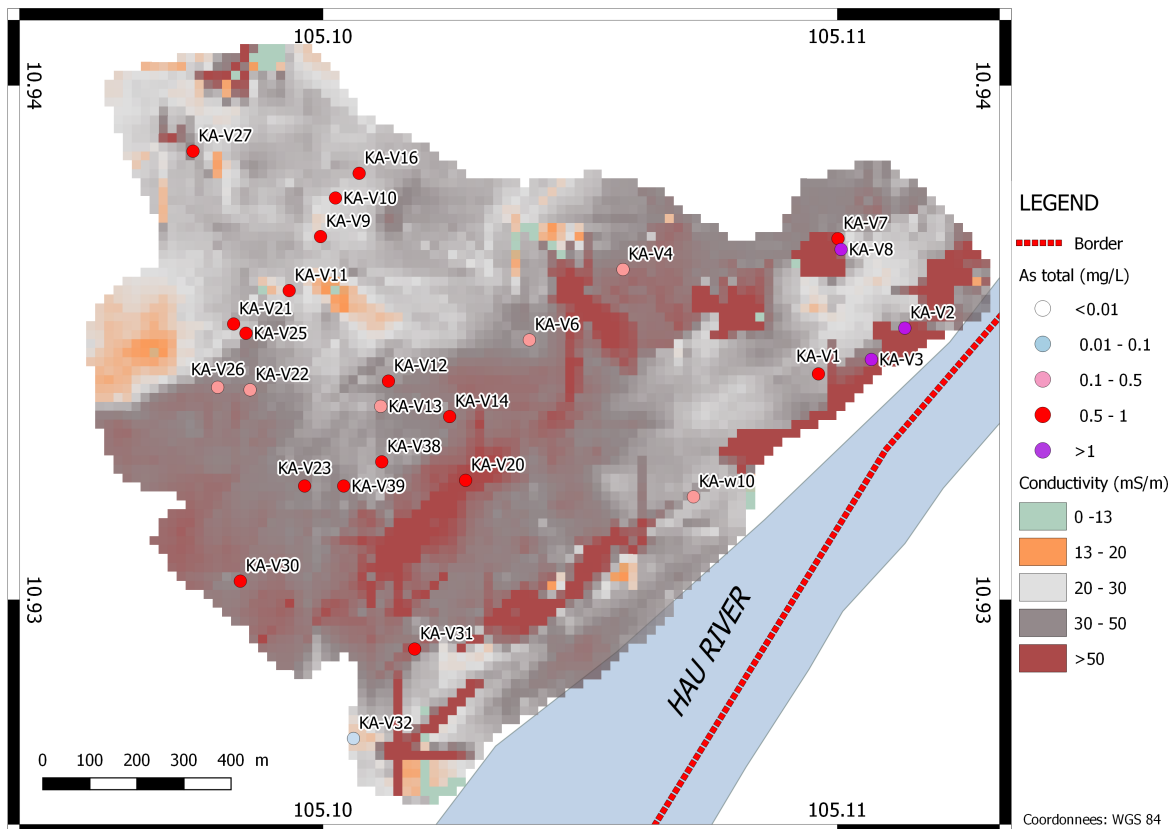 105.10
105.11
10.94
10.94
KA-V27
KA-V16
KA-V10
KA-V9
KA-V7
KA-V8
KA-V4
KA-V11
KA-V21
KA-V25
KA-V2
KA-V6
KA-V1
KA-V3
KA-V26
KA-V22
KA-V12
KA-V13
KA-V14
KA-V38
KA-V23
KA-V39
KA-V20
KA-w10
KA-V30
KA-V31
KA-V32
10.93
10.93
HAU RIVER
0 100 200 300 400 m
105.10
105.11
LEGEND
Border
As total (mg/L)
<0.01
0.01 - 0.1
0.1 - 0.5
0.5 - 1
>1
Conductivity (mS/m)
0 -13
13 - 20
20 - 30
30 - 50
>50
Coordonnees: WGS 84